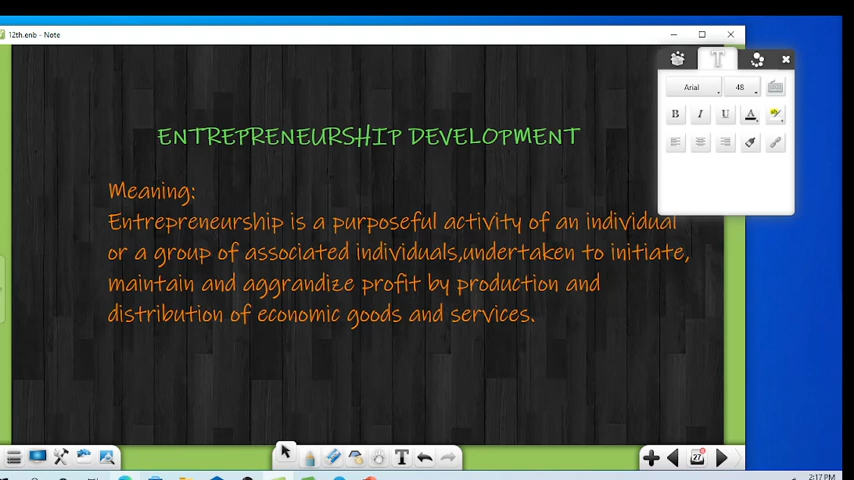 12th.enb - Note
Arial
48
B I U A
ENTREPRENEURSHIP DEVELOPMENT
Meaning:
Entrepreneurship is a purposeful activity of an individual
or a group of associated individuals,undertaken to initiate,
maintain and aggrandize profit by production and
distribution of economic goods and services.
T
27
2:17 PM